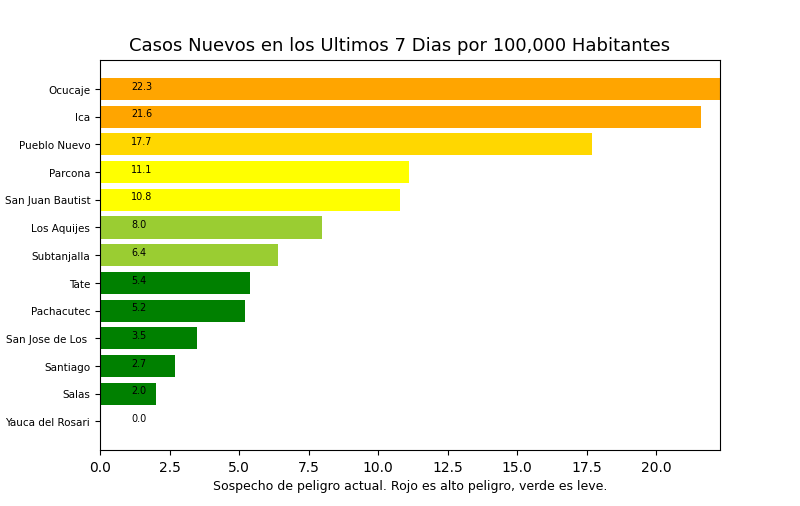 Casos Nuevos en los Ultimos 7 Dias por 100,000 Habitantes
Ocucaje 22.3
Ica 21.6
Pueblo Nuevo 17.7
Parcona 11.1
San Juan Bautist 10.8
Los Aquijes 8.0
Subtanjalla 6.4
Tate 5.4
Pachacutec 5.2
San Jose de Los 3.5
Santiago 2.7
Salas 2.0
Yauca del Rosari 0.0
0.0 2.5 5.0 7.5 10.0 12.5 15.0 17.5 20.0
Sospecho de peligro actual. Rojo es alto peligro, verde es leve.